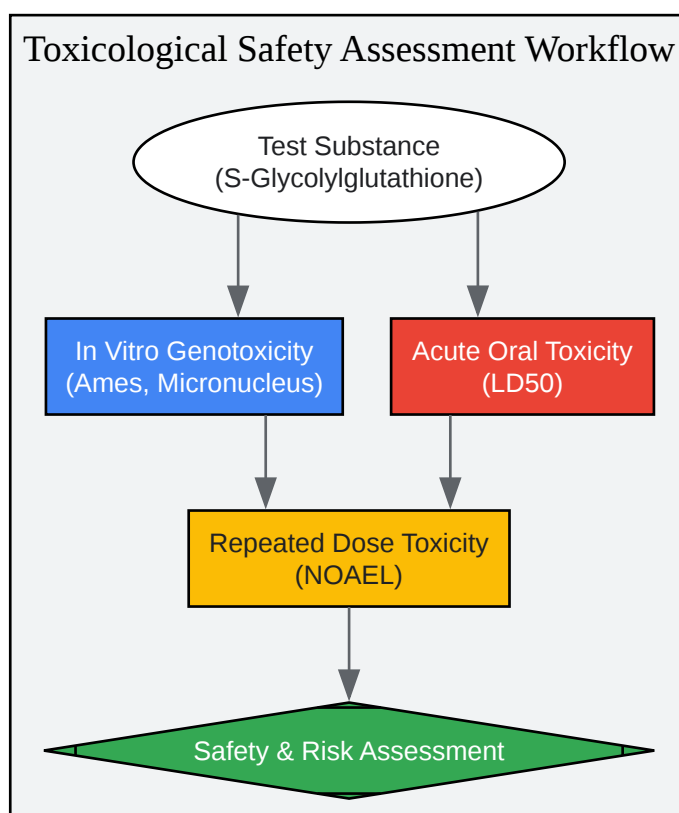 Toxicological Safety Assessment Workflow
Test Substance
(S-Glycolylglutathione)
In Vitro Genotoxicity
(Ames, Micronucleus)
Acute Oral Toxicity
(LD50)
Repeated Dose Toxicity
(NOAEL)
Safety & Risk Assessment